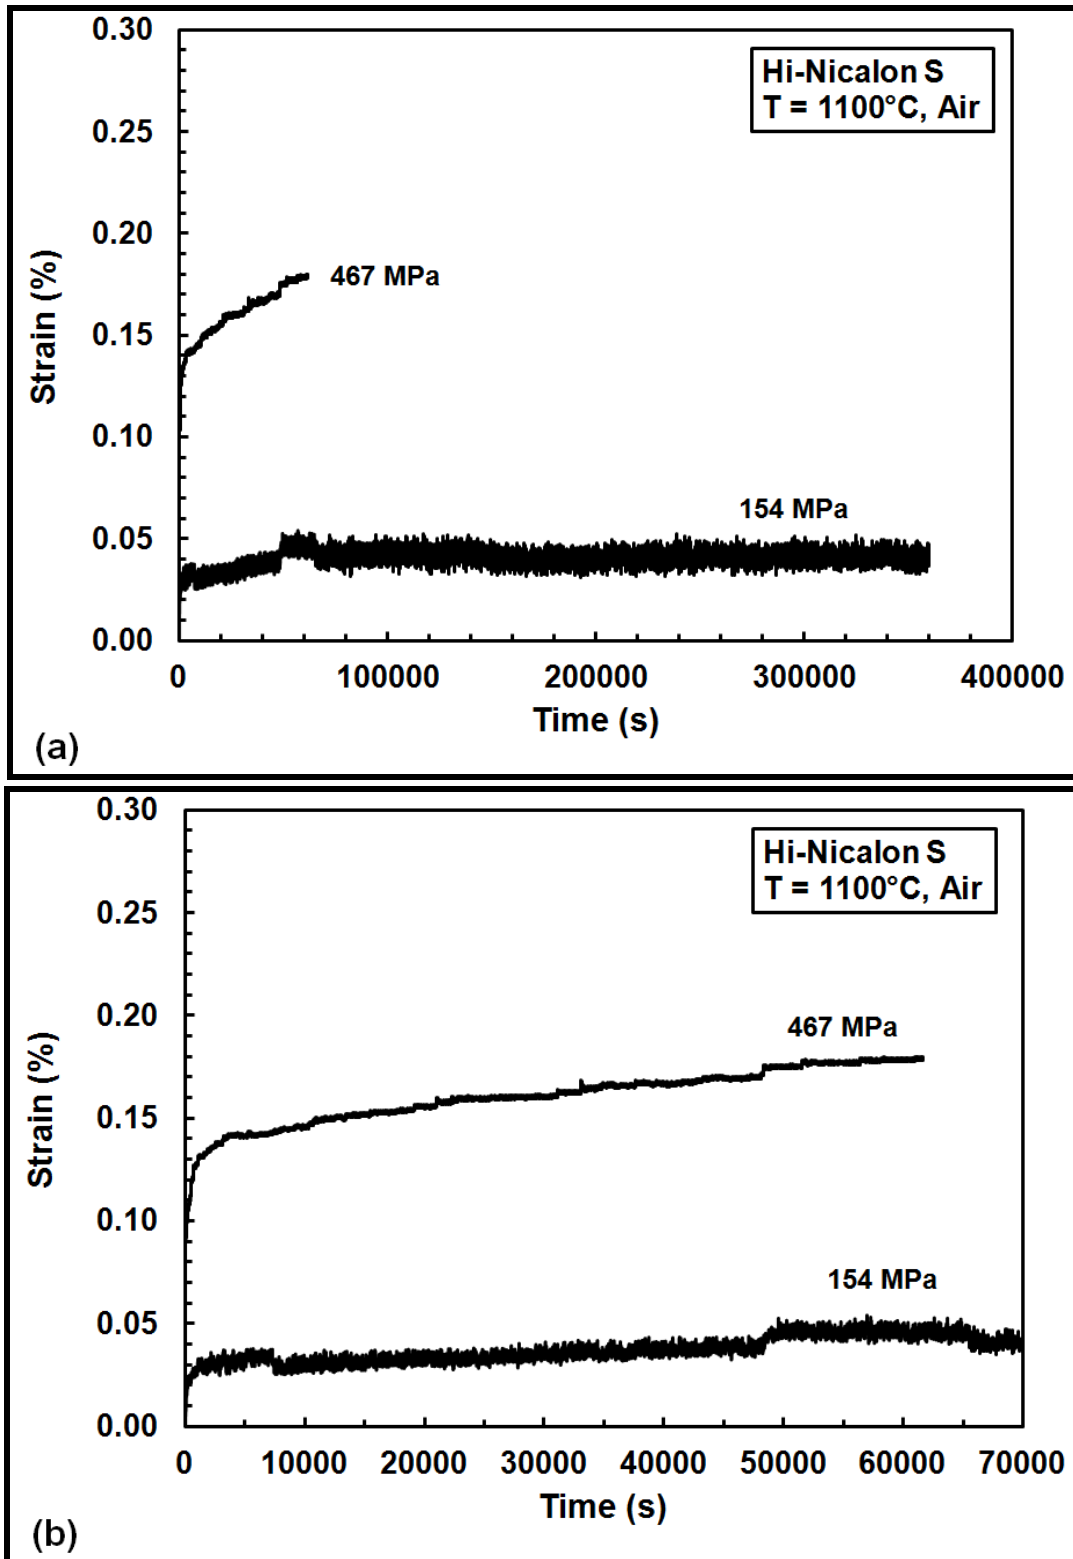 0.30
Hi-Nicalon S
T = 1100°C, Air
0.25
0.20
467 MPa
0.15
Strain (%)
0.10
154 MPa
0.05
0.00
0 100000 200000 300000 400000
Time (s)
(a)
0.30
Hi-Nicalon S
T = 1100°C, Air
0.25
0.20
467 MPa
0.15
Strain (%)
0.10
154 MPa
0.05
0.00
0 10000 20000 30000 40000 50000 60000 70000
Time (s)
(b)